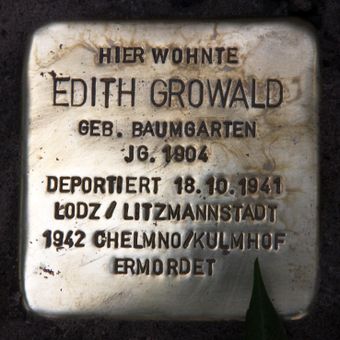 HIER WOHNTE
EDITH GROWALD
GEB. BAUMGARTEN
JG. 1904
DEPORTIERT 18.10.1941
ŁODZ / LITZMANNSTADT
1942 CHELMNO/KULMHOF
ERMORDET